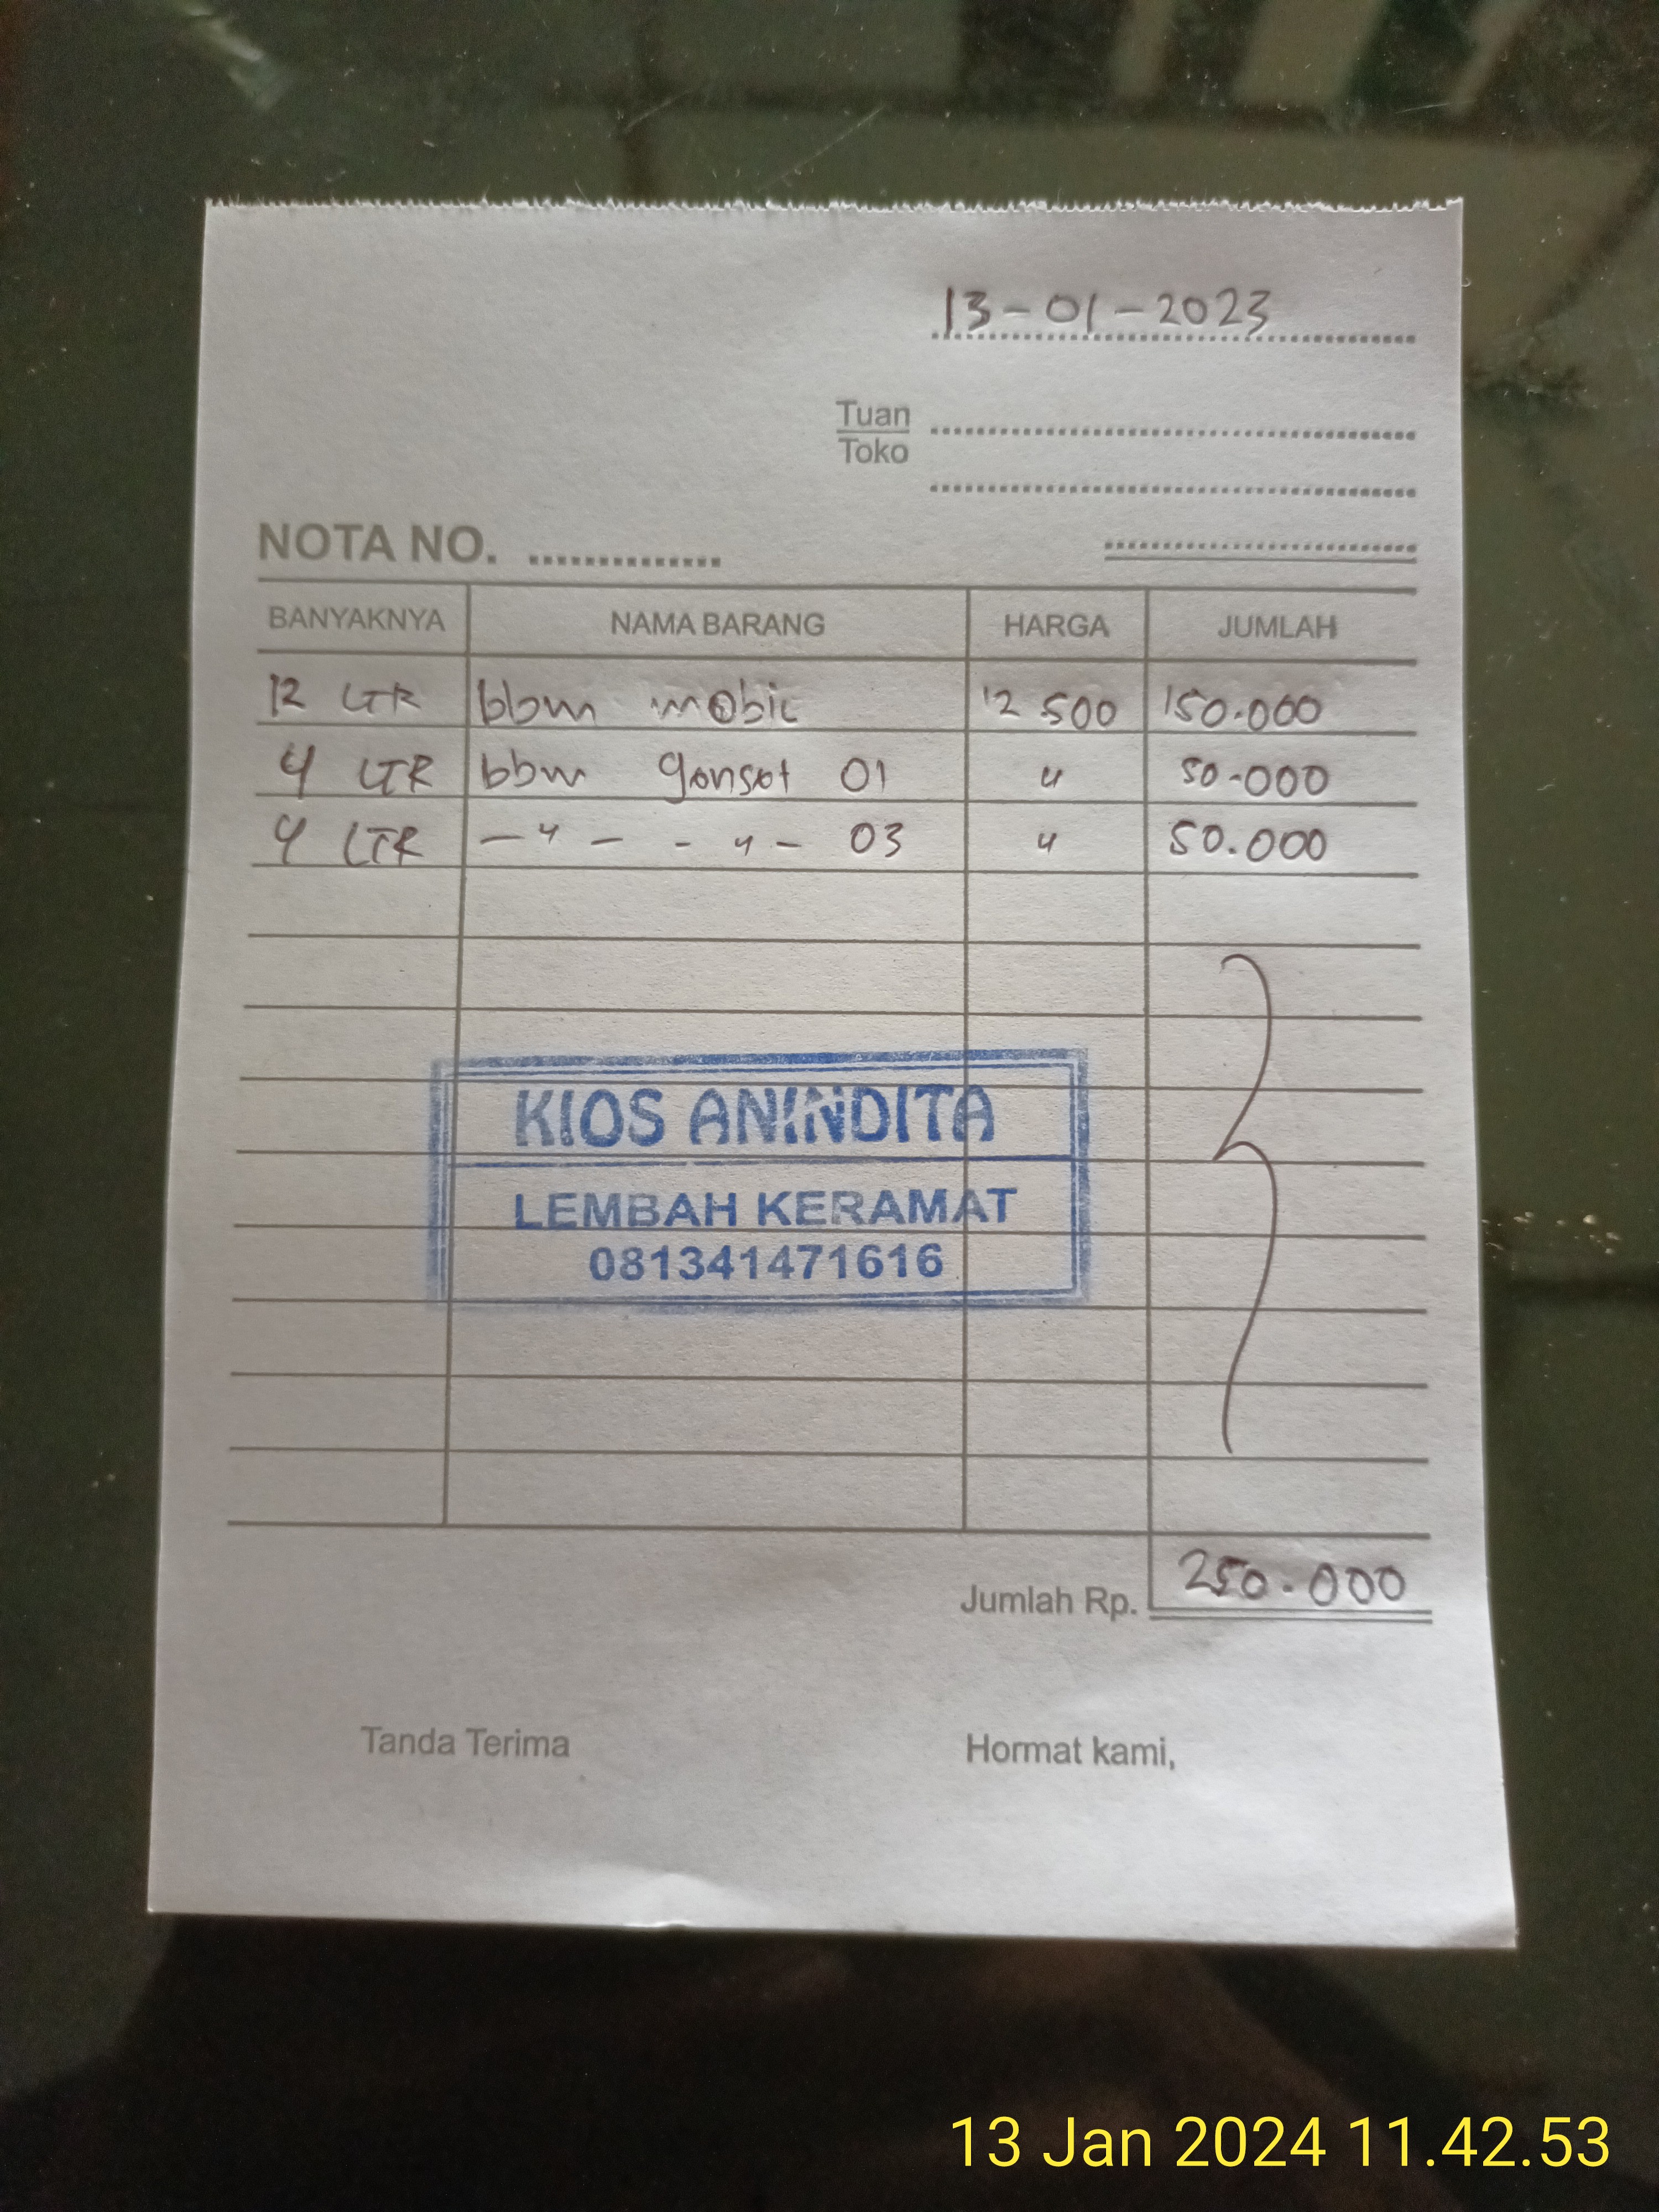 13-01-2023
Tuan
Toko
NOTA NO.
BANYAKNYA NAMA BARANG HARGA JUMLAH
12 LTR bbm mobil 12 500 150.000
4 LTR bbm genset 01 " 50.000
4 LTR - " - - " - 03 " 50.000
KIOS ANINDITA
LEMBAH KERAMAT
081341471616
Jumlah Rp. 250.000
Tanda Terima Hormat kami,
13 Jan 2024 11.42.53